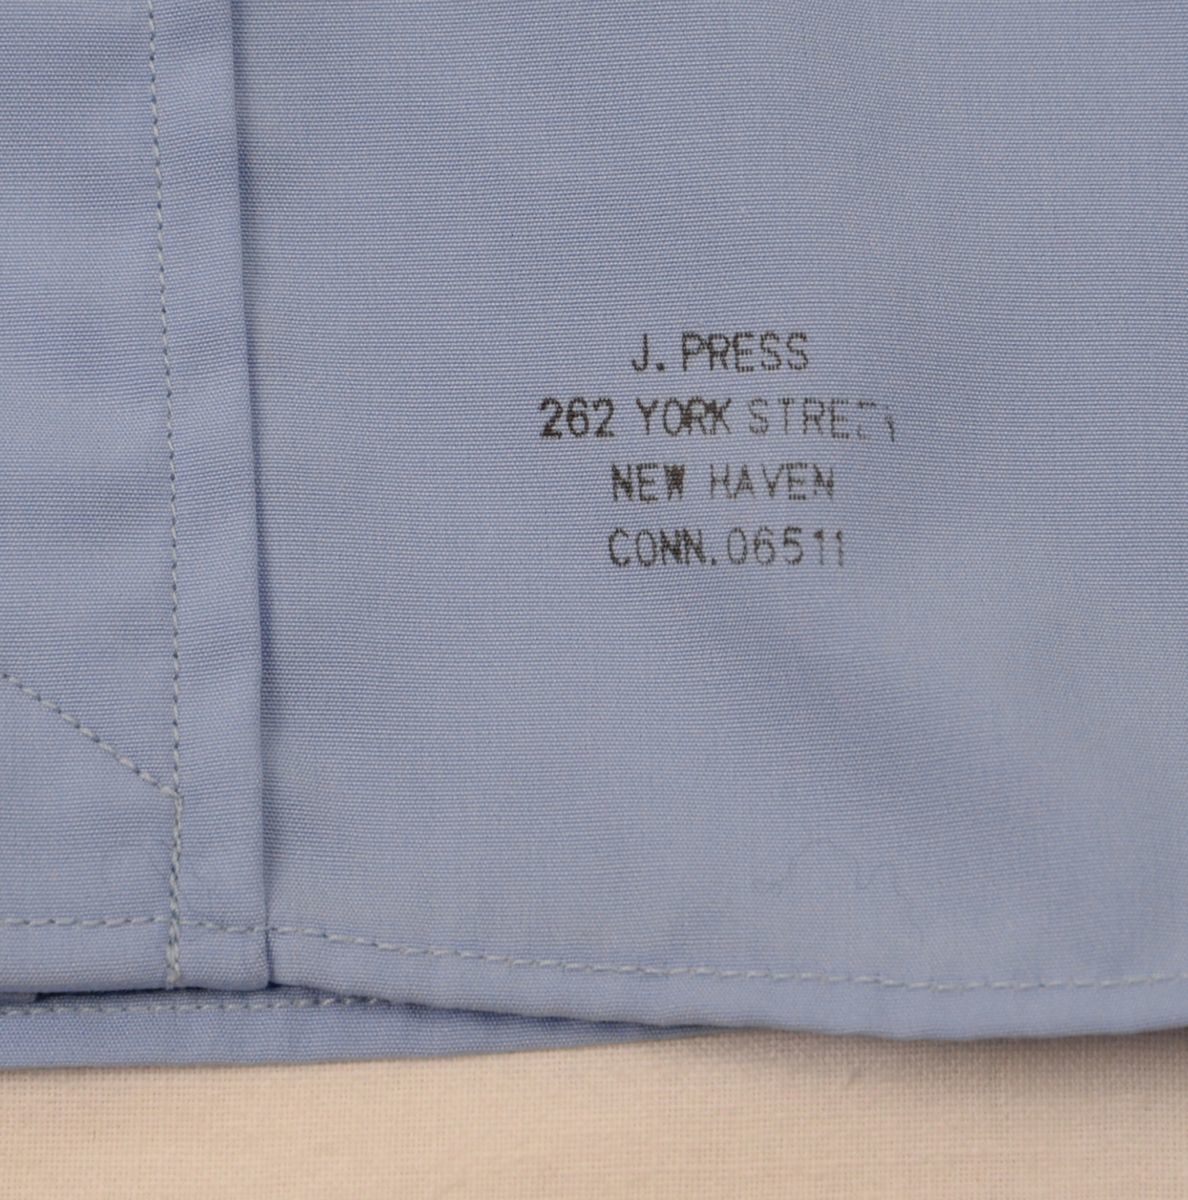 J. PRESS
262 YORK STREET
NEW HAVEN
CONN. 06511